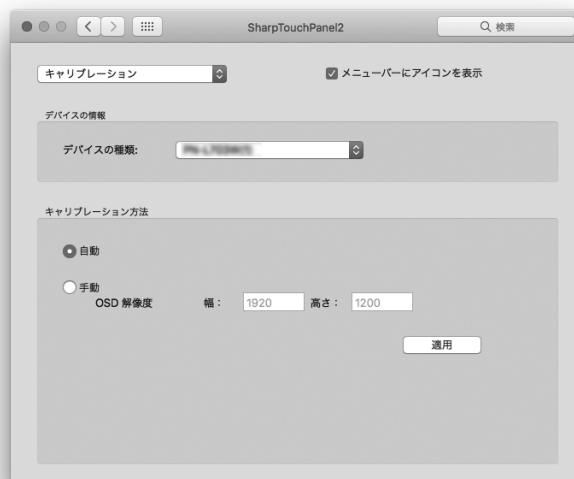 SharpTouchPanel2
検索
キャリブレーション
メニューバーにアイコンを表示
デバイスの情報
デバイスの種類:
キャリブレーション方法
自動
手動
OSD 解像度 幅： 1920 高さ： 1200
適用